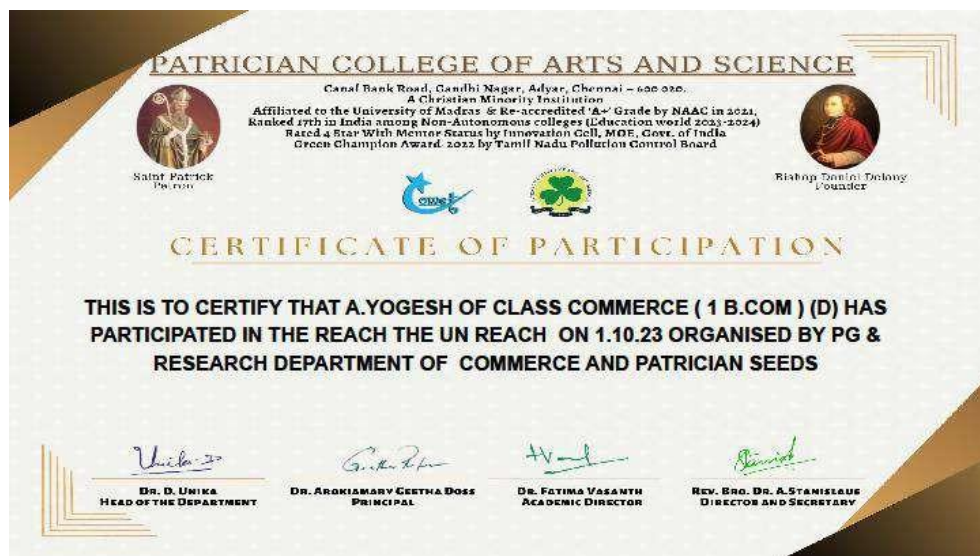 PATRICIAN COLLEGE OF ARTS AND SCIENCE
Canal Bank Road, Gandhi Nagar, Adyar, Chennai – 600 020.
A Christian Minority Institution
Affiliated to the University of Madras & Re-accredited 'A+' Grade by NAAC in 2021,
Ranked 17th in India among Non-Autonomous colleges (Education world 2023-2024)
Rated 4 Star With Mentor Status by Innovation Cell, MOE, Govt. of India
Green Champion Award-2022 by Tamil Nadu Pollution Control Board
Saint Patrick
Patron
Bishop Daniel Delany
Founder
CERTIFICATE OF PARTICIPATION
THIS IS TO CERTIFY THAT A.YOGESH OF CLASS COMMERCE ( 1 B.COM ) (D) HAS
PARTICIPATED IN THE REACH THE UN REACH ON 1.10.23 ORGANISED BY PG &
RESEARCH DEPARTMENT OF COMMERCE AND PATRICIAN SEEDS
DR. D. UNIKA
HEAD OF THE DEPARTMENT
DR. AROKIAMARY GEETHA DOSS
PRINCIPAL
DR. FATIMA VASANTH
ACADEMIC DIRECTOR
REV. BRO. DR. A.STANISLAUS
DIRECTOR AND SECRETARY